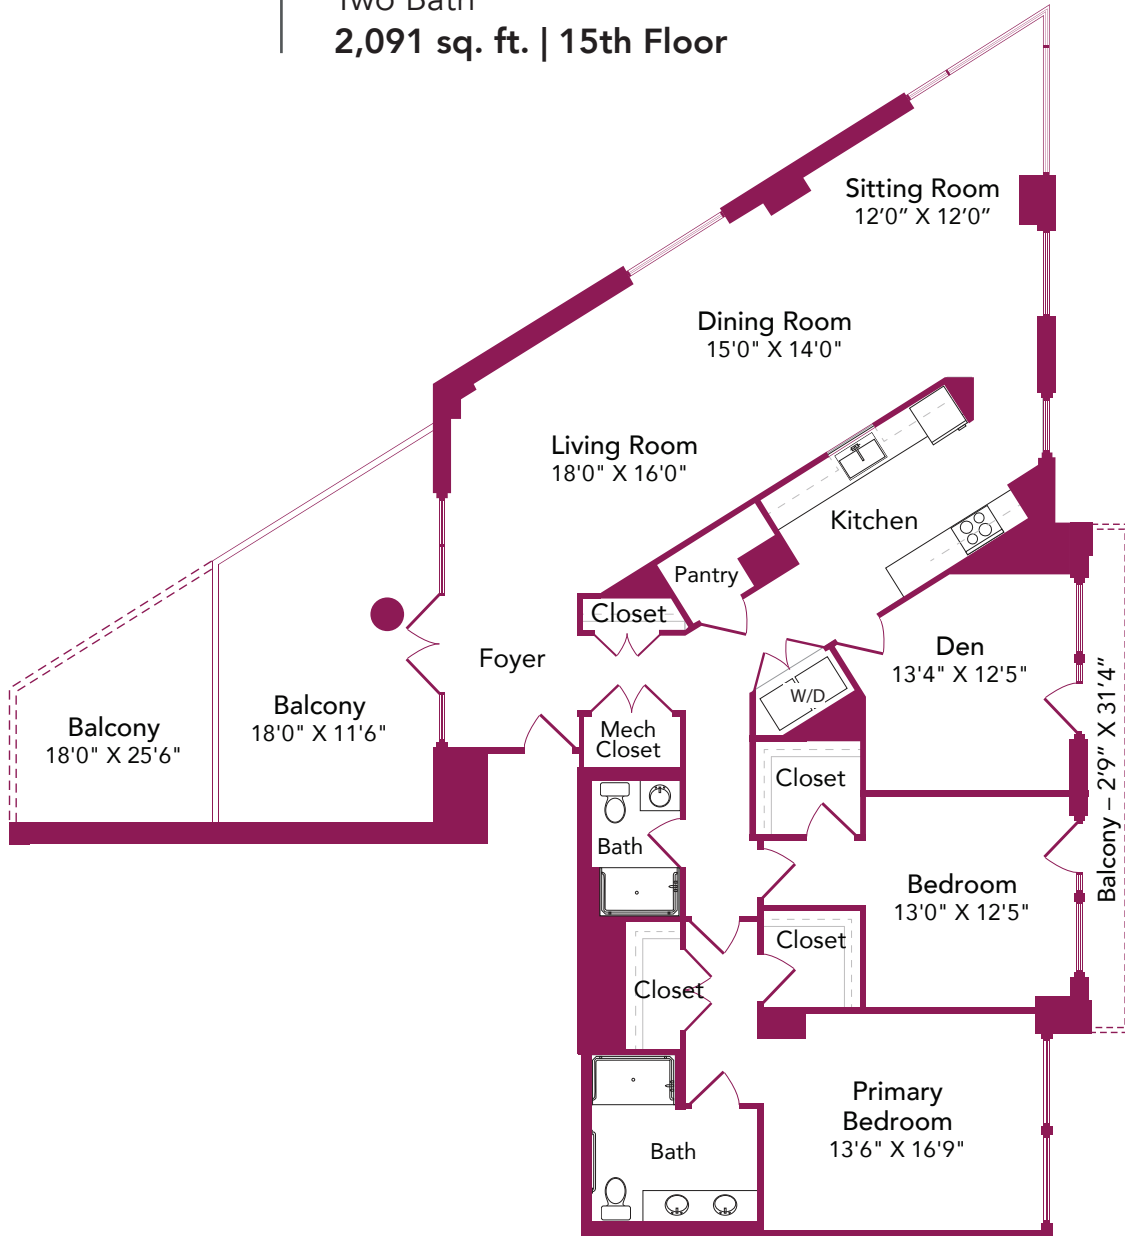 Two Bath
2,091 sq. ft. | 15th Floor
Sitting Room
12’0” X 12’0”
Dining Room
15'0" X 14'0"
Living Room
18'0" X 16'0"
Kitchen
Pantry
Closet
Foyer
Den
13'4" X 12'5"
W/D
Balcony
18'0" X 11'6"
Balcony
18'0" X 25'6"
Mech
Closet
Closet
Balcony – 2’9” X 31’4”
Bath
Bedroom
13'0" X 12'5"
Closet
Closet
Primary
Bedroom
13'6" X 16'9"
Bath